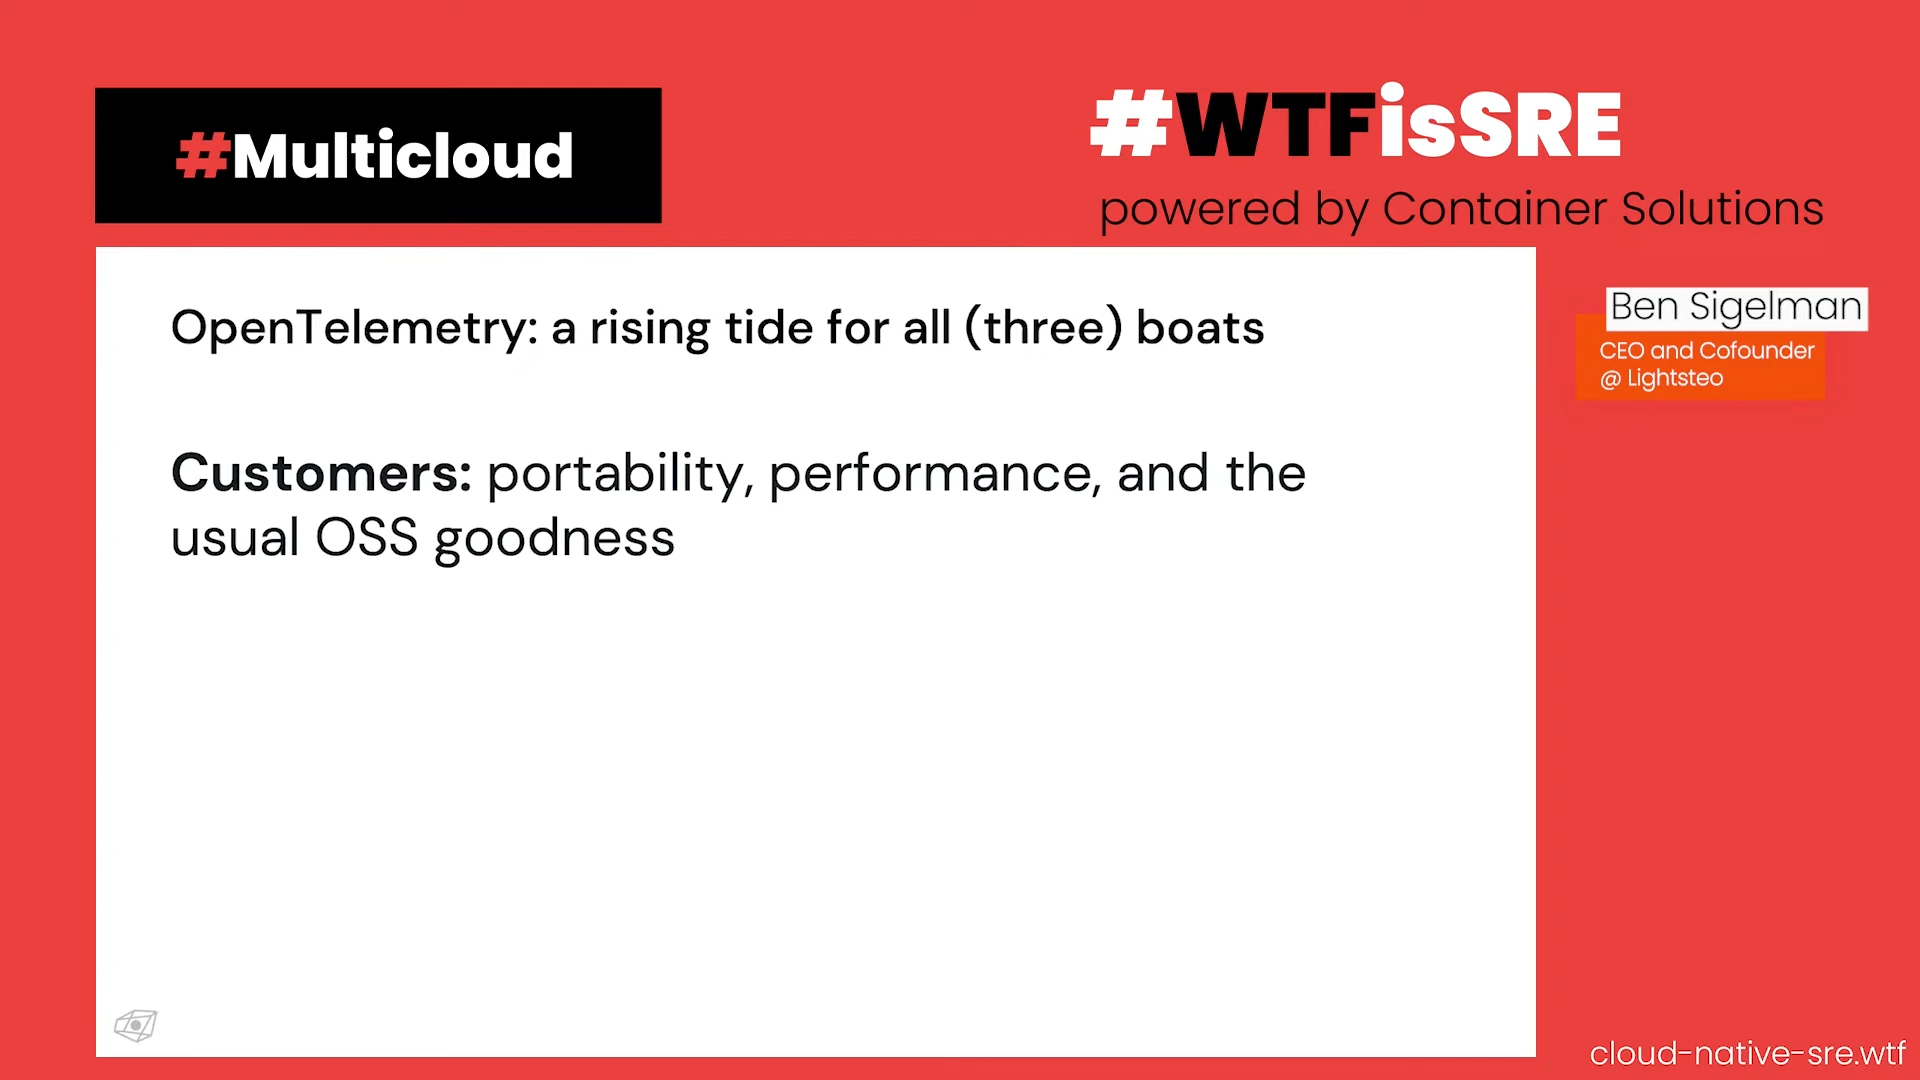 #Multicloud
#WTFisSRE
powered by Container Solutions
OpenTelemetry: a rising tide for all (three) boats
Customers: portability, performance, and the
usual OSS goodness
Ben Sigelman
CEO and Cofounder
@ Lightsteo
cloud-native-sre.wtf